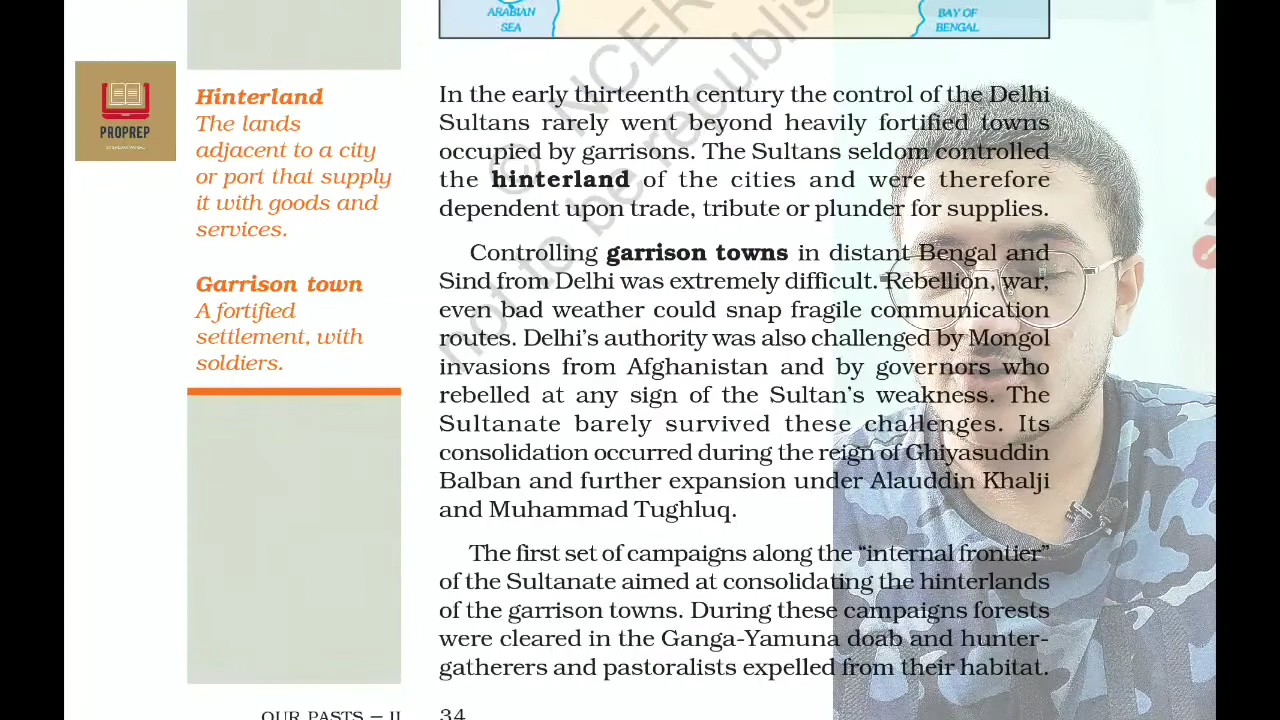 ARABIAN
SEA
BAY OF
BENGAL
PROPREP
Hinterland
The lands
adjacent to a city
or port that supply
it with goods and
services.
Garrison town
A fortified
settlement, with
soldiers.
In the early thirteenth century the control of the Delhi
Sultans rarely went beyond heavily fortified towns
occupied by garrisons. The Sultans seldom controlled
the hinterland of the cities and were therefore
dependent upon trade, tribute or plunder for supplies.
Controlling garrison towns in distant Bengal and
Sind from Delhi was extremely difficult. Rebellion, war,
even bad weather could snap fragile communication
routes. Delhi's authority was also challenged by Mongol
invasions from Afghanistan and by governors who
rebelled at any sign of the Sultan's weakness. The
Sultanate barely survived these challenges. Its
consolidation occurred during the reign of Ghiyasuddin
Balban and further expansion under Alauddin Khalji
and Muhammad Tughluq.
The first set of campaigns along the “internal frontier”
of the Sultanate aimed at consolidating the hinterlands
of the garrison towns. During these campaigns forests
were cleared in the Ganga-Yamuna doab and hunter-
gatherers and pastoralists expelled from their habitat.
OUR PASTS – II 34
© NCER
not to be republis